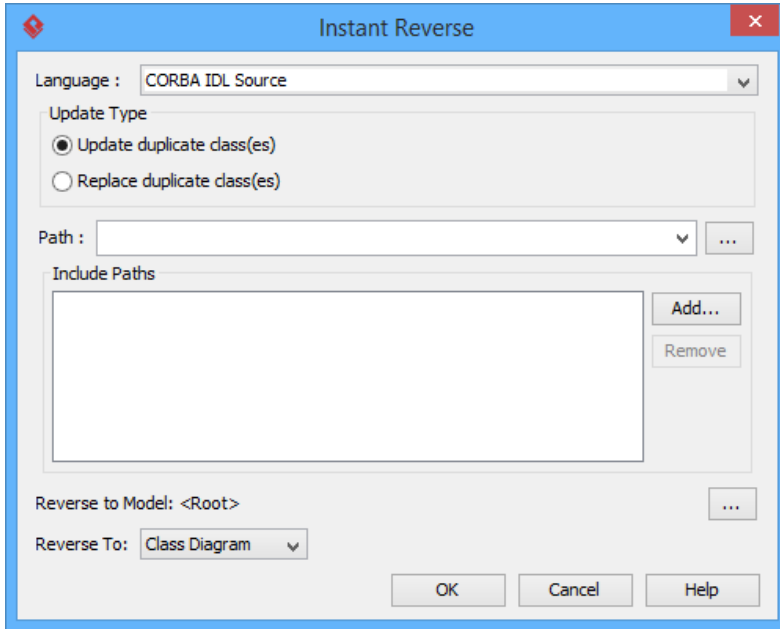 Instant Reverse
Language : CORBA IDL Source
Update Type
Update duplicate class(es)
Replace duplicate class(es)
Path : ...
Include Paths
Add...
Remove
Reverse to Model: <Root> ...
Reverse To: Class Diagram
OK Cancel Help